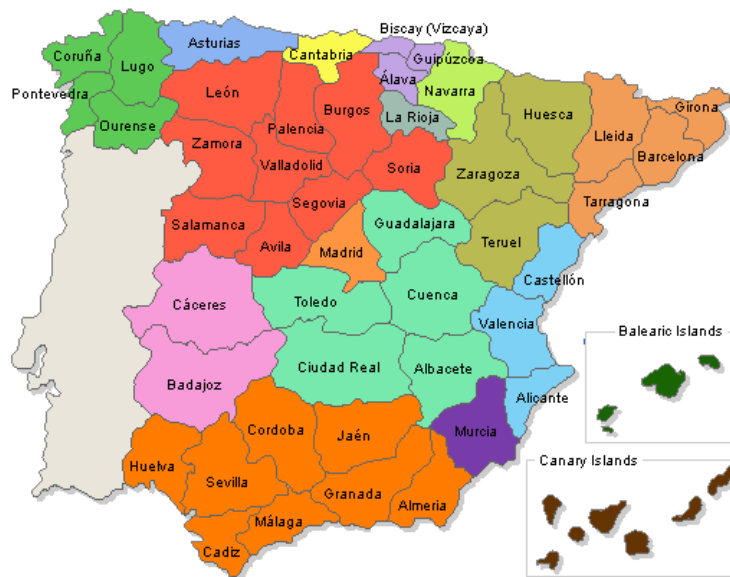 Coruña
Lugo
Asturias
Cantabria
Biscay (Vizcaya)
Guipúzcoa
Álava
Navarra
Pontevedra
Ourense
León
Palencia
Burgos
La Rioja
Huesca
Lleida
Girona
Barcelona
Zamora
Valladolid
Soria
Zaragoza
Tarragona
Segovia
Salamanca
Avila
Madrid
Guadalajara
Teruel
Castellón
Cáceres
Toledo
Cuenca
Valencia
Badajoz
Ciudad Real
Albacete
Alicante
Balearic Islands
Huelva
Sevilla
Cordoba
Jaén
Murcia
Granada
Almeria
Málaga
Cadiz
Canary Islands